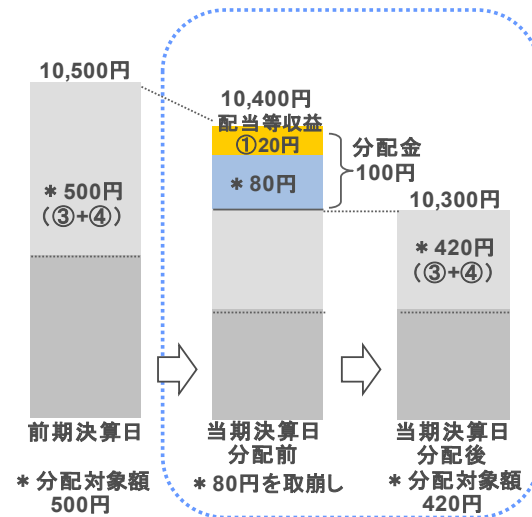 10,500円
＊500円
（③+④）
前期決算日
＊分配対象額
500円
10,400円
配当等収益
①20円
＊80円
分配金
100円
当期決算日
分配前
＊80円を取崩し
10,300円
＊420円
（③+④）
当期決算日
分配後
＊分配対象額
420円